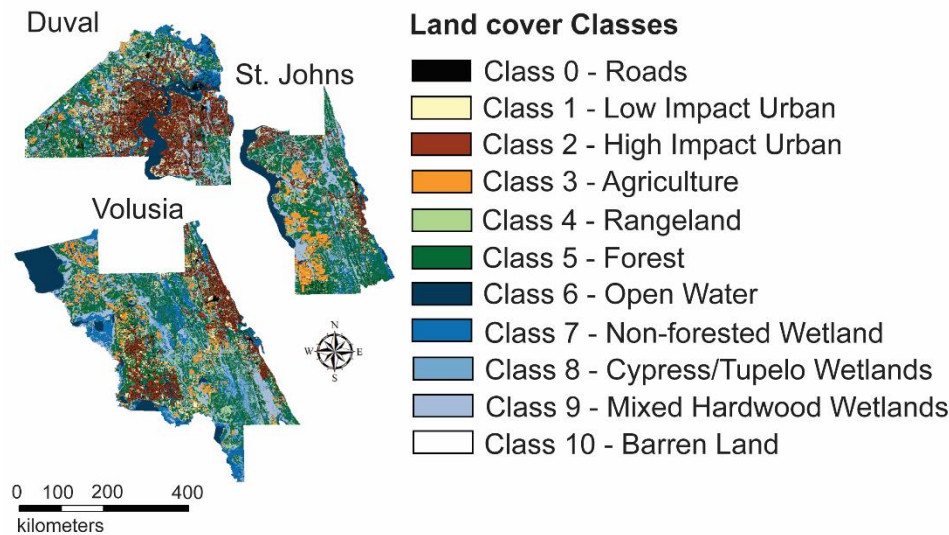 Duval
St. Johns
Volusia
N
W E
S
0 100 200 400
kilometers
Land cover Classes
Class 0 - Roads
Class 1 - Low Impact Urban
Class 2 - High Impact Urban
Class 3 - Agriculture
Class 4 - Rangeland
Class 5 - Forest
Class 6 - Open Water
Class 7 - Non-forested Wetland
Class 8 - Cypress/Tupelo Wetlands
Class 9 - Mixed Hardwood Wetlands
Class 10 - Barren Land